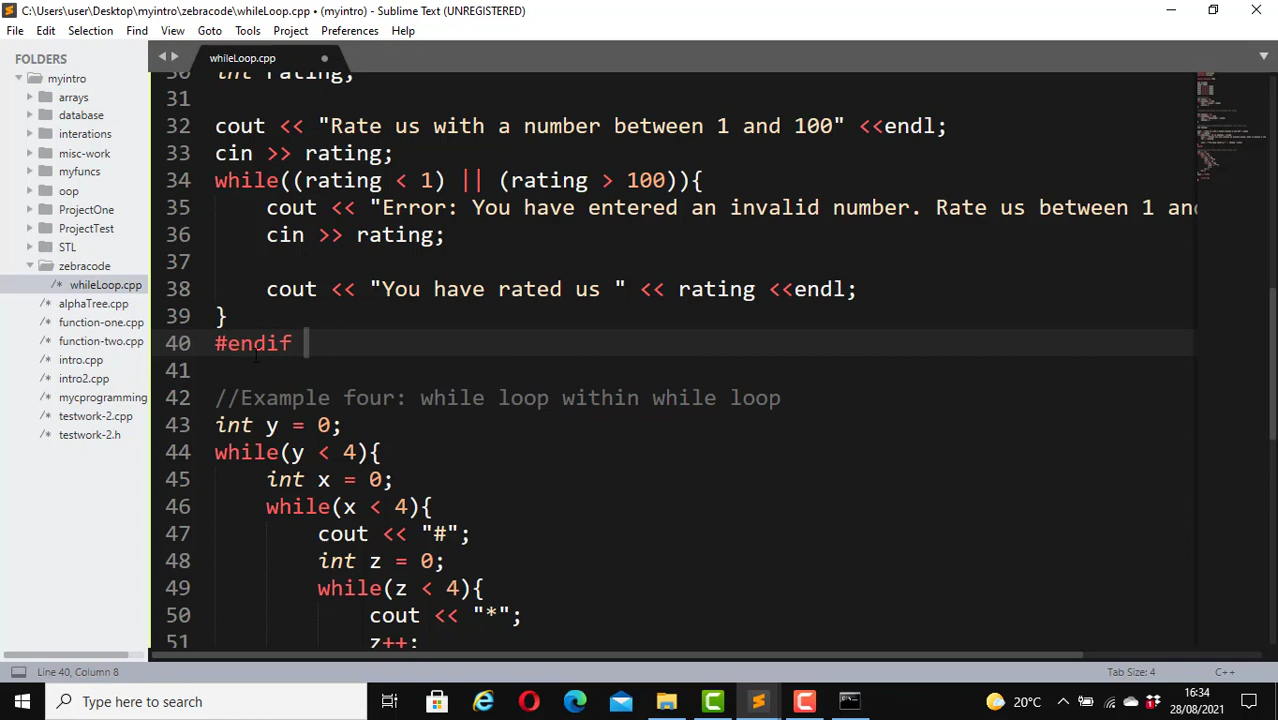 C:\Users\user\Desktop\myintro\zebracode\whileLoop.cpp • (myintro) - Sublime Text (UNREGISTERED)
File Edit Selection Find View Goto Tools Project Preferences Help
FOLDERS
myintro
arrays
database
interations
misc-work
myfuncs
oop
ProjectOne
ProjectTest
STL
zebracode
/* whileLoop.cpp
/* alphaTree.cpp
/* function-one.cpp
/* function-two.cpp
/* intro.cpp
/* intro2.cpp
/* mycprogramming
/* testwork-2.cpp
/* testwork-2.h
whileLoop.cpp
30 int rating;
31
32 cout << "Rate us with a number between 1 and 100" <<endl;
33 cin >> rating;
34 while((rating < 1) || (rating > 100)){
35 cout << "Error: You have entered an invalid number. Rate us between 1 and
36 cin >> rating;
37
38 cout << "You have rated us " << rating <<endl;
39 }
40 #endif
41
42 //Example four: while loop within while loop
43 int y = 0;
44 while(y < 4){
45 int x = 0;
46 while(x < 4){
47 cout << "#";
48 int z = 0;
49 while(z < 4){
50 cout << "*";
51 z++;
Line 40, Column 8
Tab Size: 4
C++
Type here to search
20°C
16:34
28/08/2021